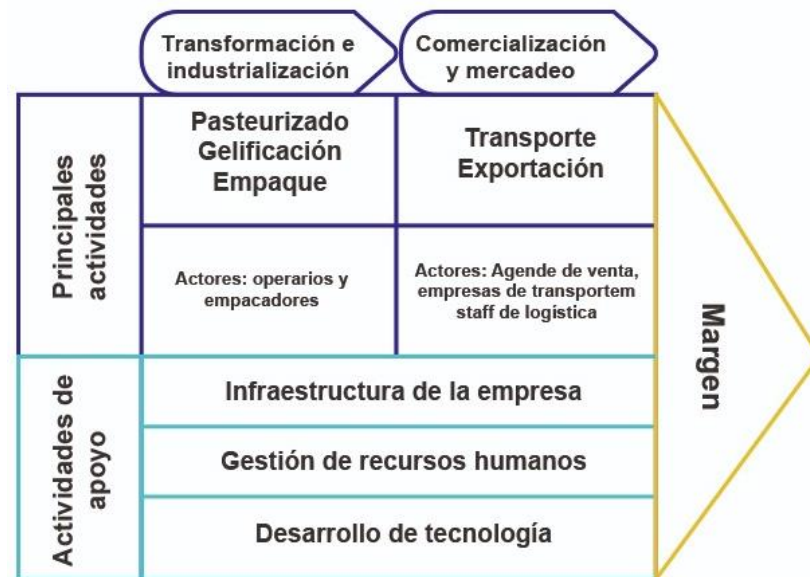 Transformación e
industrialización
Comercialización
y mercadeo
Principales
actividades
Pasteurizado
Gelificación
Empaque
Transporte
Exportación
Actores: operarios y
empacadores
Actores: Agende de venta,
empresas de transportem
staff de logística
Margen
Actividades de
apoyo
Infraestructura de la empresa
Gestión de recursos humanos
Desarrollo de tecnología